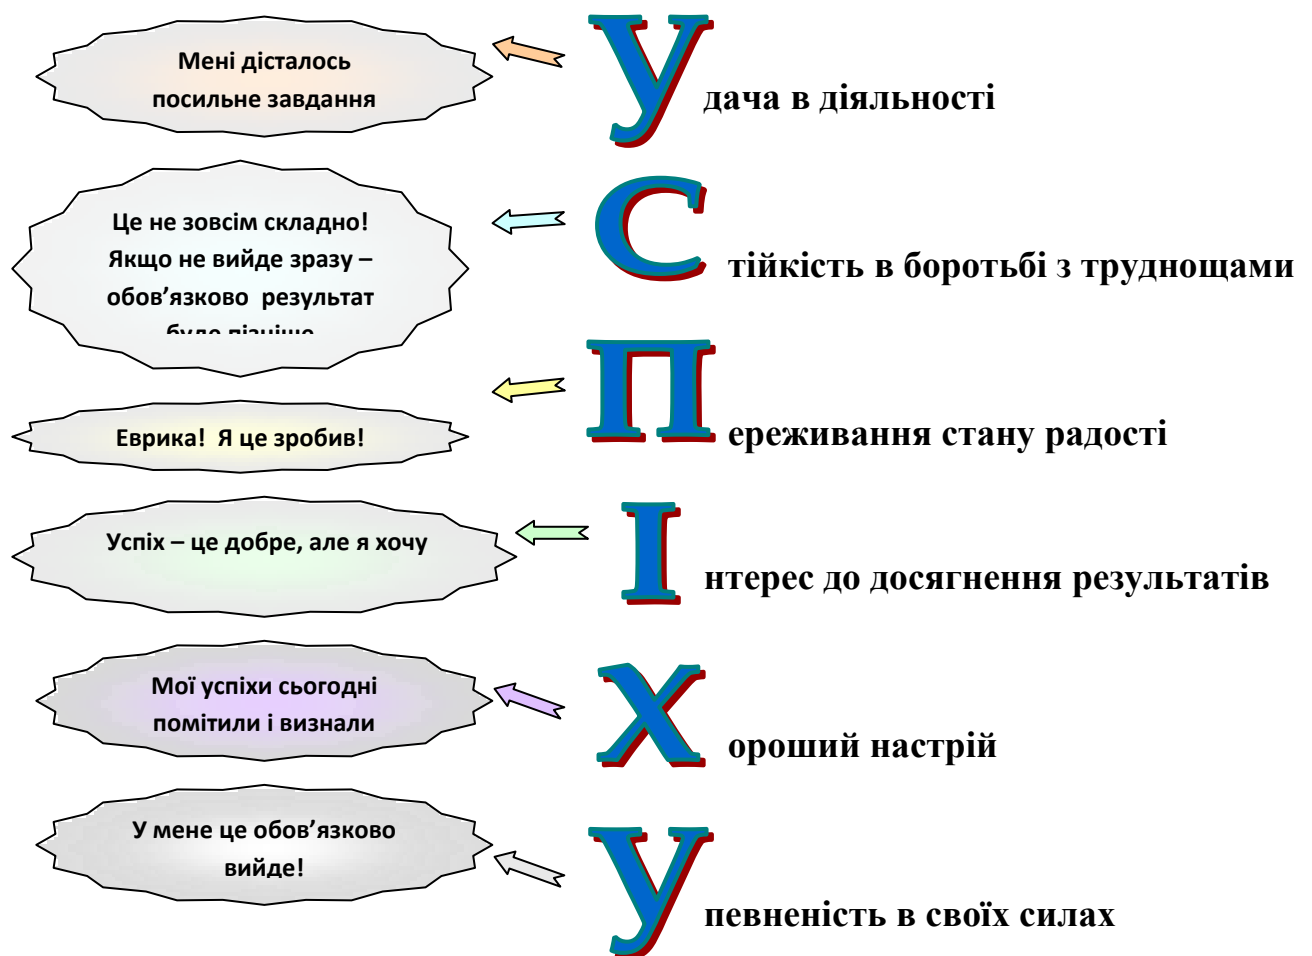 Мені дісталось
посильне завдання
Удача в діяльності
Це не зовсім складно!
Якщо не вийде зразу –
обов’язково результат
буде пізніше
Стійкість в боротьбі з труднощами
Еврика! Я це зробив!
Переживання стану радості
Успіх – це добре, але я хочу
Інтерес до досягнення результатів
Мої успіхи сьогодні
помітили і визнали
Хороший настрій
У мене це обов’язково
вийде!
Упевненість в своїх силах